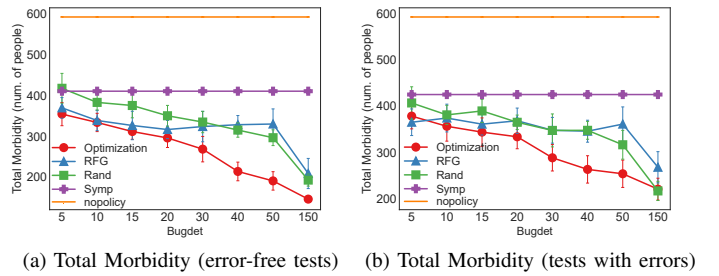 600
500
400
300
200
Total Morbidity (num. of people)
Optimization
RFG
Rand
Symp
nopolicy
5 10 15 20 30 40 50 150
Bugdet
(a) Total Morbidity (error-free tests)
600
500
400
300
200
Total Morbidity (num. of people)
Optimization
RFG
Rand
Symp
nopolicy
5 10 15 20 30 40 50 150
Bugdet
(b) Total Morbidity (tests with errors)